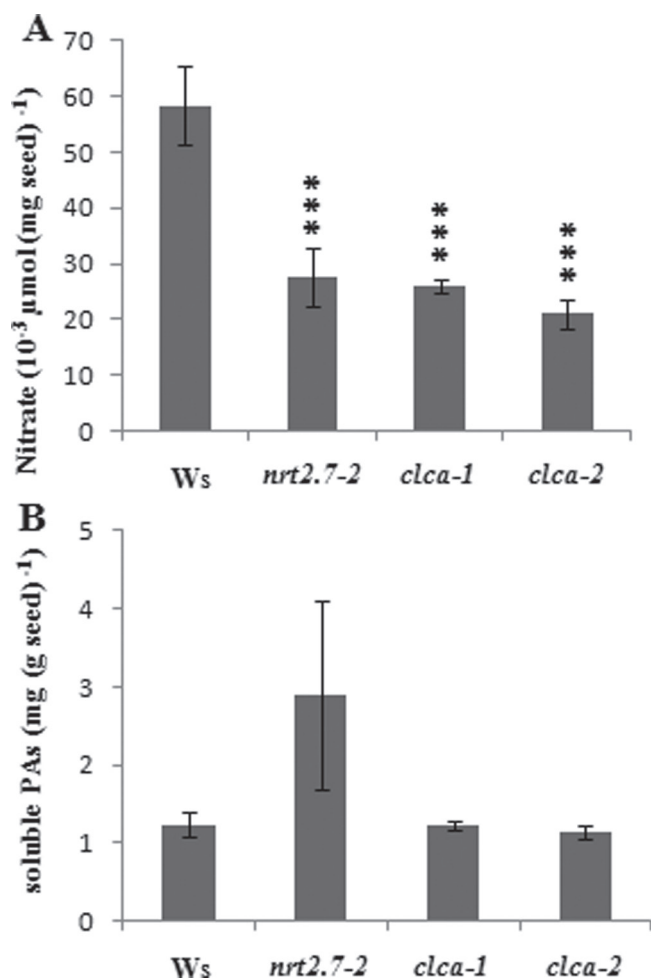 A
70
60
50
40
30
20
10
0
Nitrate (10⁻³ μmol (mg seed) ⁻¹
***
***
***
Ws nrt2.7-2 clca-1 clca-2
B
5
4
3
2
1
0
soluble PAs (mg (g seed) ⁻¹)
Ws nrt2.7-2 clca-1 clca-2